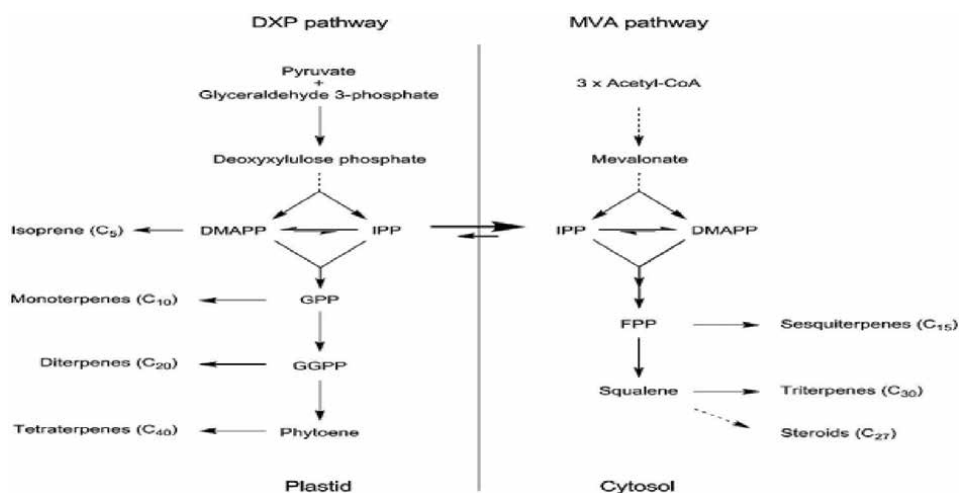 DXP pathway
MVA pathway
Pyruvate
+
Glyceraldehyde 3-phosphate
3 x Acetyl-CoA
Deoxyxylulose phosphate
Mevalonate
Isoprene (C5)
DMAPP
IPP
IPP
DMAPP
Monoterpenes (C10)
GPP
FPP
Sesquiterpenes (C15)
Diterpenes (C20)
GGPP
Squalene
Triterpenes (C30)
Tetraterpenes (C40)
Phytoene
Steroids (C27)
Plastid
Cytosol